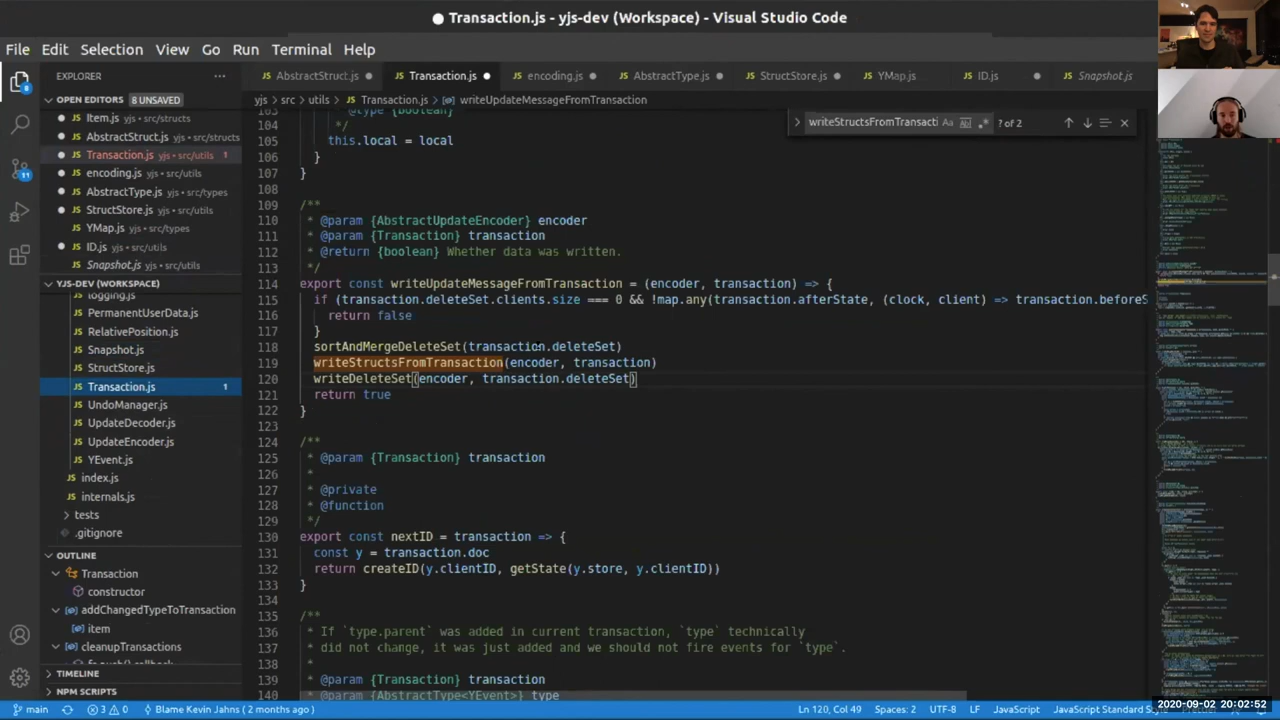 Transaction.js - yjs-dev (Workspace) - Visual Studio Code
File Edit Selection View Go Run Terminal Help
EXPLORER
OPEN EDITORS 8 UNSAVED
Item.js yjs • src/structs
AbstractStruct.js yjs • src/structs
Transaction.js yjs • src/utils 1
encoding.js yjs • src/utils
AbstractType.js yjs • src/types
StructStore.js yjs • src/utils
YMap.js yjs • src/types
ID.js yjs • src/utils
Snapshot.js yjs • src/utils
YJS-DEV (WORKSPACE)
logging.js
PermanentUserData.js
RelativePosition.js
Snapshot.js
StructStore.js
Transaction.js 1
UndoManager.js
UpdateDecoder.js
UpdateEncoder.js
YEvent.js
index.js
internals.js
tests
.gitignore
OUTLINE
Transaction
constructor
addChangedTypeToTransaction
item
cleanupTransactions
TIMELINE
NPM SCRIPTS
AbstractStruct.js Transaction.js encoding.js AbstractType.js StructStore.js YMap.js ID.js Snapshot.js
yjs > src > utils > Transaction.js > writeUpdateMessageFromTransaction
writeStructsFromTransacti ? of 2
103 @type {boolean}
104 */
105 this.local = local
106 }
107 }
108
109 /**
110 * @param {AbstractUpdateEncoder} encoder
111 * @param {Transaction} transaction
112 * @return {boolean} Whether data was written.
113 */
114 export const writeUpdateMessageFromTransaction = (encoder, transaction) => {
115 if (transaction.deleteSet.clients.size === 0 && !map.any(transaction.afterState, (clock, client) => transaction.beforeS
116 return false
117 }
118 sortAndMergeDeleteSet(transaction.deleteSet)
119 writeStructsFromTransaction(encoder, transaction)
120 writeDeleteSet(encoder, transaction.deleteSet)
121 return true
122 }
123
124 /**
125 * @param {Transaction} transaction
126 *
127 * @private
128 * @function
129 */
130 export const nextID = transaction => {
131 const y = transaction.doc
132 return createID(y.clientID, getState(y.store, y.clientID))
133 }
134
135 /**
136 * If `type.parent` was added in current transaction, `type` technically
137 * did not change, it was just added and we should not fire events for `type`.
138 *
139 * @param {Transaction} transaction
140 * @param {AbstractType<
main 3 0 Blame Kevin Jahns ( 2 months ago ) Ln 120, Col 49 Spaces: 2 UTF-8 LF JavaScript JavaScript Standard Style
2020-09-02 20:02:52